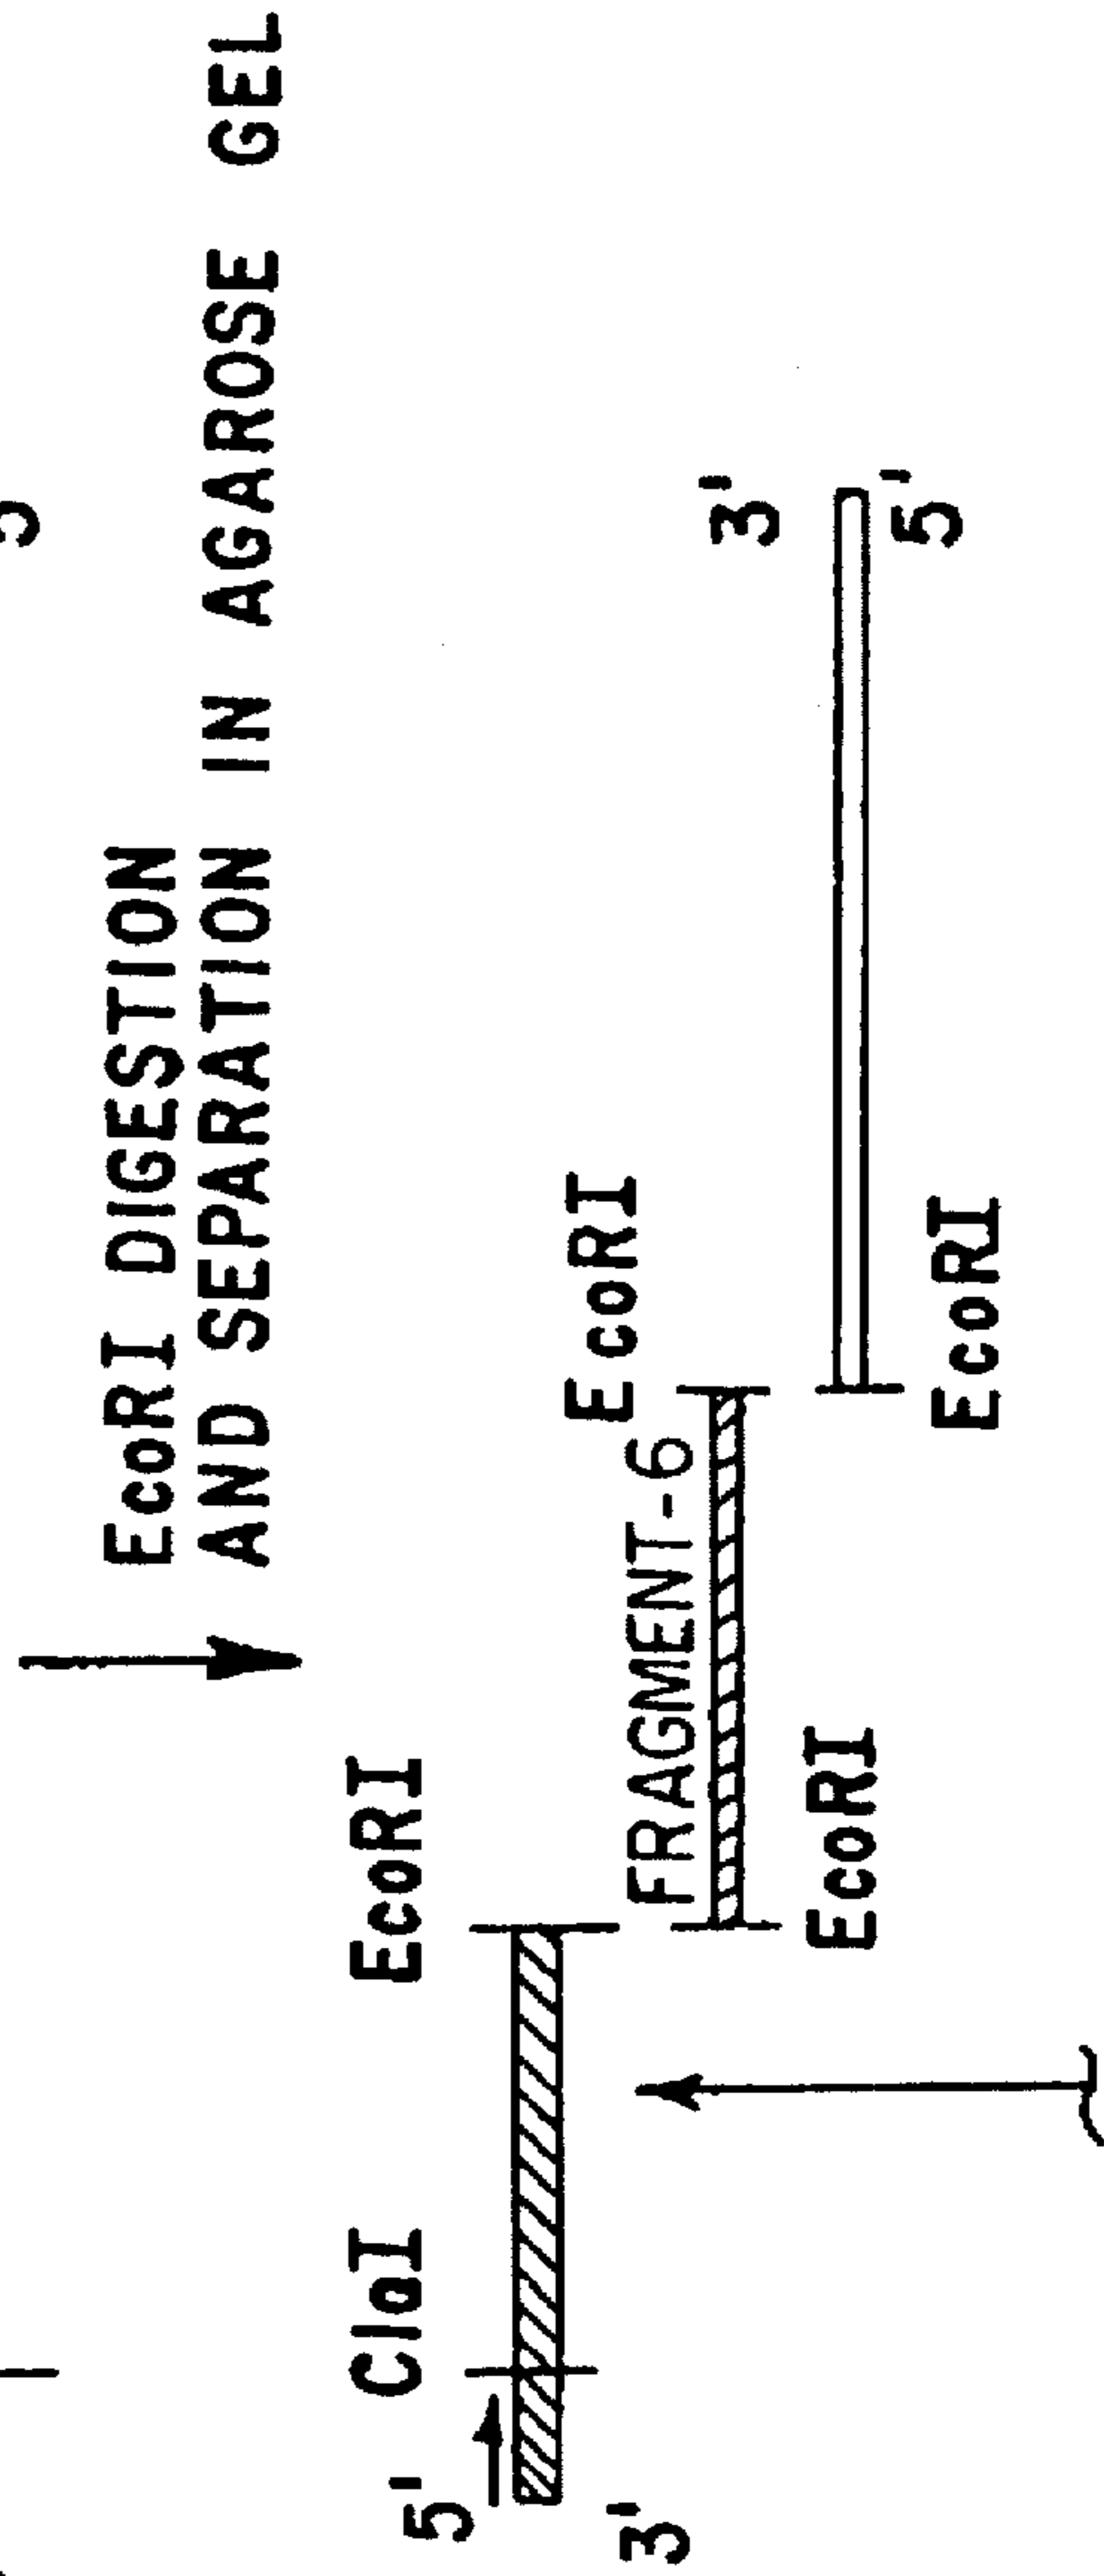 EcoRI DIGESTION
AND SEPARATION IN AGAROSE GEL
5'
ClaI
EcoRI
3'
FRAGMENT-6
EcoRI
EcoRI
3'
5'
EcoRI